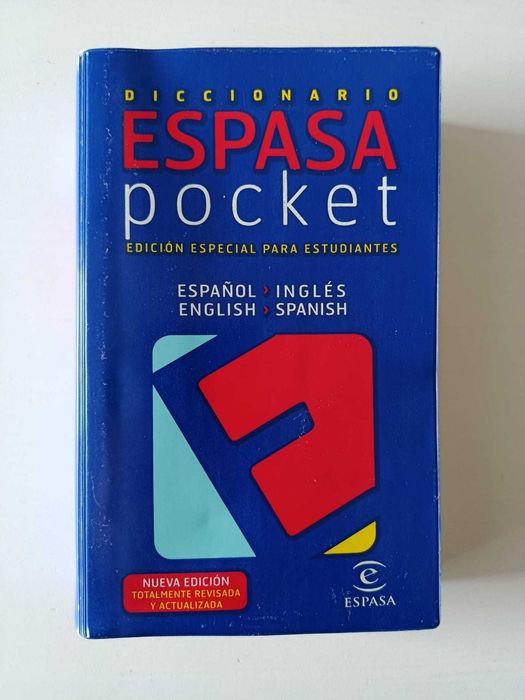 DICCIONARIO
ESPASA
pocket
EDICIÓN ESPECIAL PARA ESTUDIANTES
ESPAÑOL › INGLÉS
ENGLISH › SPANISH
NUEVA EDICIÓN
TOTALMENTE REVISADA
Y ACTUALIZADA
e
ESPASA